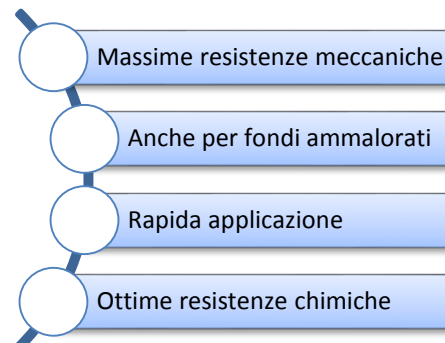 Massime resistenze meccaniche
Anche per fondi ammalorati
Rapida applicazione
Ottime resistenze chimiche